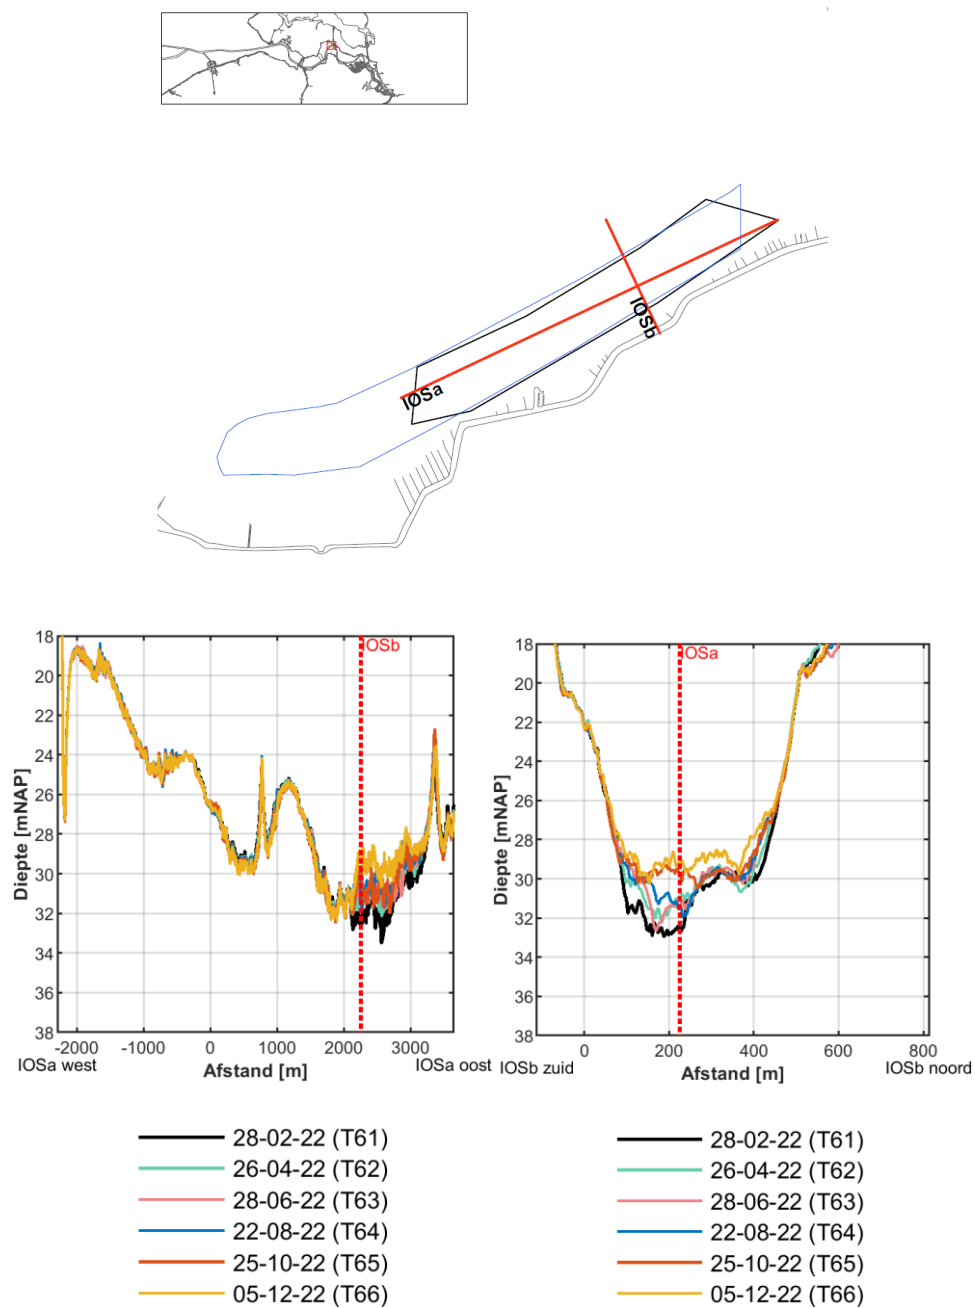 IOSb
IOSa
18
20
22
24
26
28
30
32
34
36
38
Diepte [mNAP]
IOSb
-2000 -1000 0 1000 2000 3000
IOSa west Afstand [m] IOSa oost
18
20
22
24
26
28
30
32
34
36
38
Diepte [mNAP]
IOSa
0 200 400 600 800
IOSb zuid Afstand [m] IOSb noord
28-02-22 (T61)
26-04-22 (T62)
28-06-22 (T63)
22-08-22 (T64)
25-10-22 (T65)
05-12-22 (T66)
28-02-22 (T61)
26-04-22 (T62)
28-06-22 (T63)
22-08-22 (T64)
25-10-22 (T65)
05-12-22 (T66)